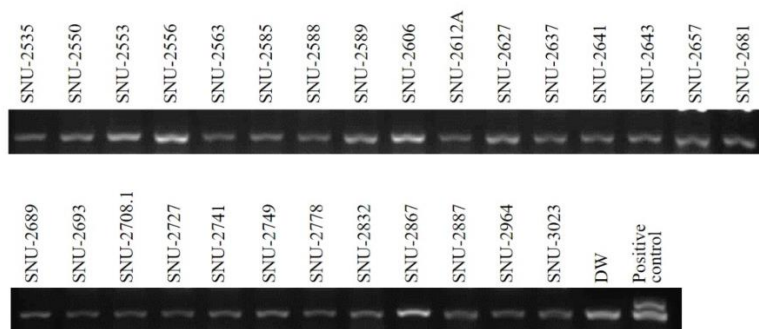 SNU-2535
SNU-2550
SNU-2553
SNU-2556
SNU-2563
SNU-2585
SNU-2588
SNU-2589
SNU-2606
SNU-2612A
SNU-2627
SNU-2637
SNU-2641
SNU-2643
SNU-2657
SNU-2681
SNU-2689
SNU-2693
SNU-2708.1
SNU-2727
SNU-2741
SNU-2749
SNU-2778
SNU-2832
SNU-2867
SNU-2887
SNU-2964
SNU-3023
DW
Positive
control